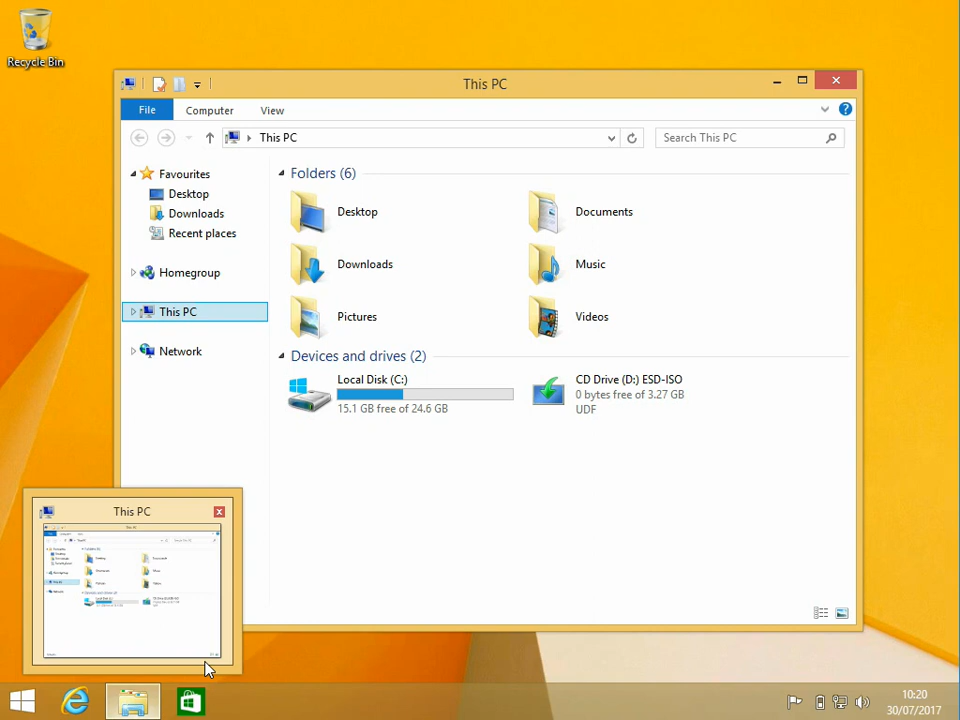 Recycle Bin
This PC
File Computer View
This PC
Search This PC
Favourites
Desktop
Downloads
Recent places
Homegroup
This PC
Network
Folders (6)
Desktop
Documents
Downloads
Music
Pictures
Videos
Devices and drives (2)
Local Disk (C:)
15.1 GB free of 24.6 GB
CD Drive (D:) ESD-ISO
0 bytes free of 3.27 GB
UDF
This PC
10:20
30/07/2017